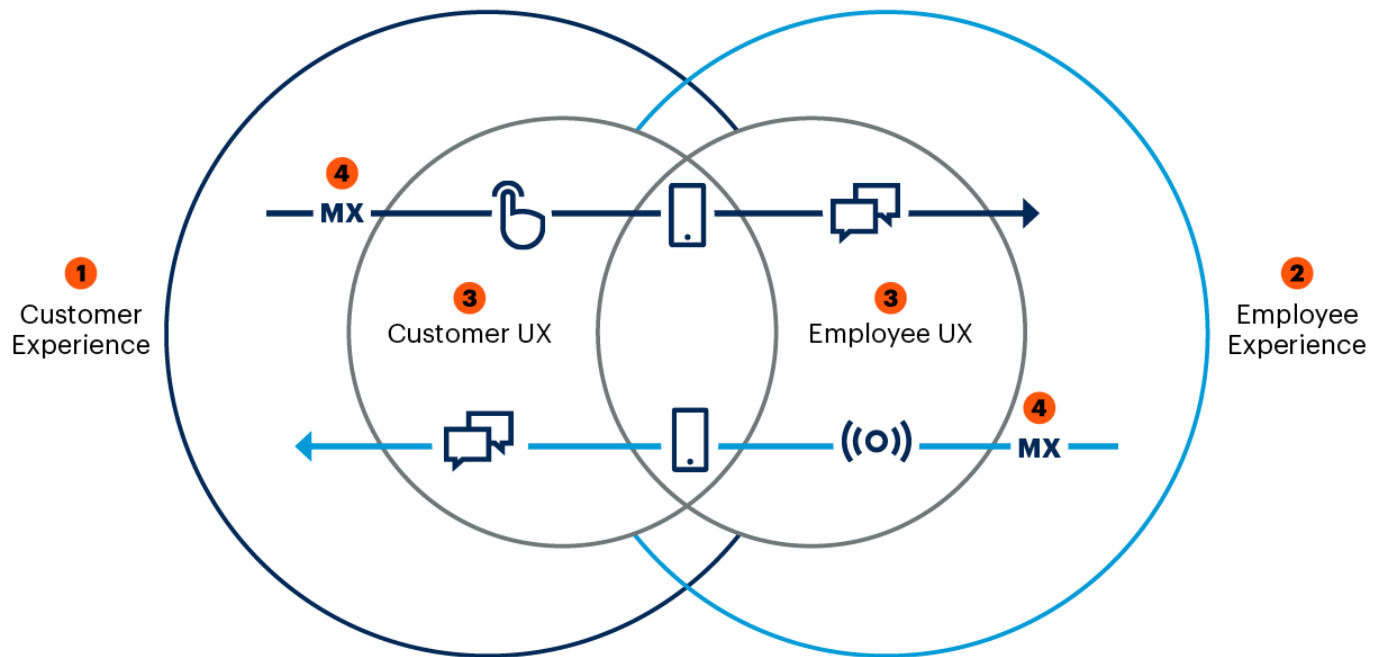 4
MX
1
Customer
Experience
3
Customer UX
3
Employee UX
2
Employee
Experience
4
MX